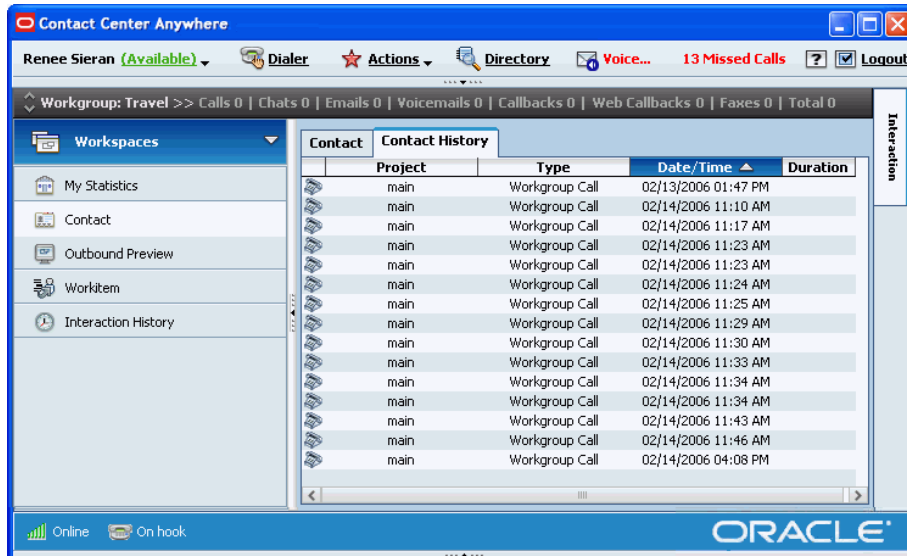 Contact Center Anywhere
Renee Sieran (Available) Dialer Actions Directory Voice... 13 Missed Calls ? Logout
Workgroup: Travel >> Calls 0 | Chats 0 | Emails 0 | Voicemails 0 | Callbacks 0 | Web Callbacks 0 | Faxes 0 | Total 0
Interaction
Workspaces
My Statistics
Contact
Outbound Preview
Workitem
Interaction History
Contact Contact History
Project Type Date/Time Duration
main Workgroup Call 02/13/2006 01:47 PM
main Workgroup Call 02/14/2006 11:10 AM
main Workgroup Call 02/14/2006 11:17 AM
main Workgroup Call 02/14/2006 11:23 AM
main Workgroup Call 02/14/2006 11:23 AM
main Workgroup Call 02/14/2006 11:24 AM
main Workgroup Call 02/14/2006 11:25 AM
main Workgroup Call 02/14/2006 11:29 AM
main Workgroup Call 02/14/2006 11:30 AM
main Workgroup Call 02/14/2006 11:33 AM
main Workgroup Call 02/14/2006 11:34 AM
main Workgroup Call 02/14/2006 11:34 AM
main Workgroup Call 02/14/2006 11:43 AM
main Workgroup Call 02/14/2006 11:46 AM
main Workgroup Call 02/14/2006 04:08 PM
Online On hook ORACLE